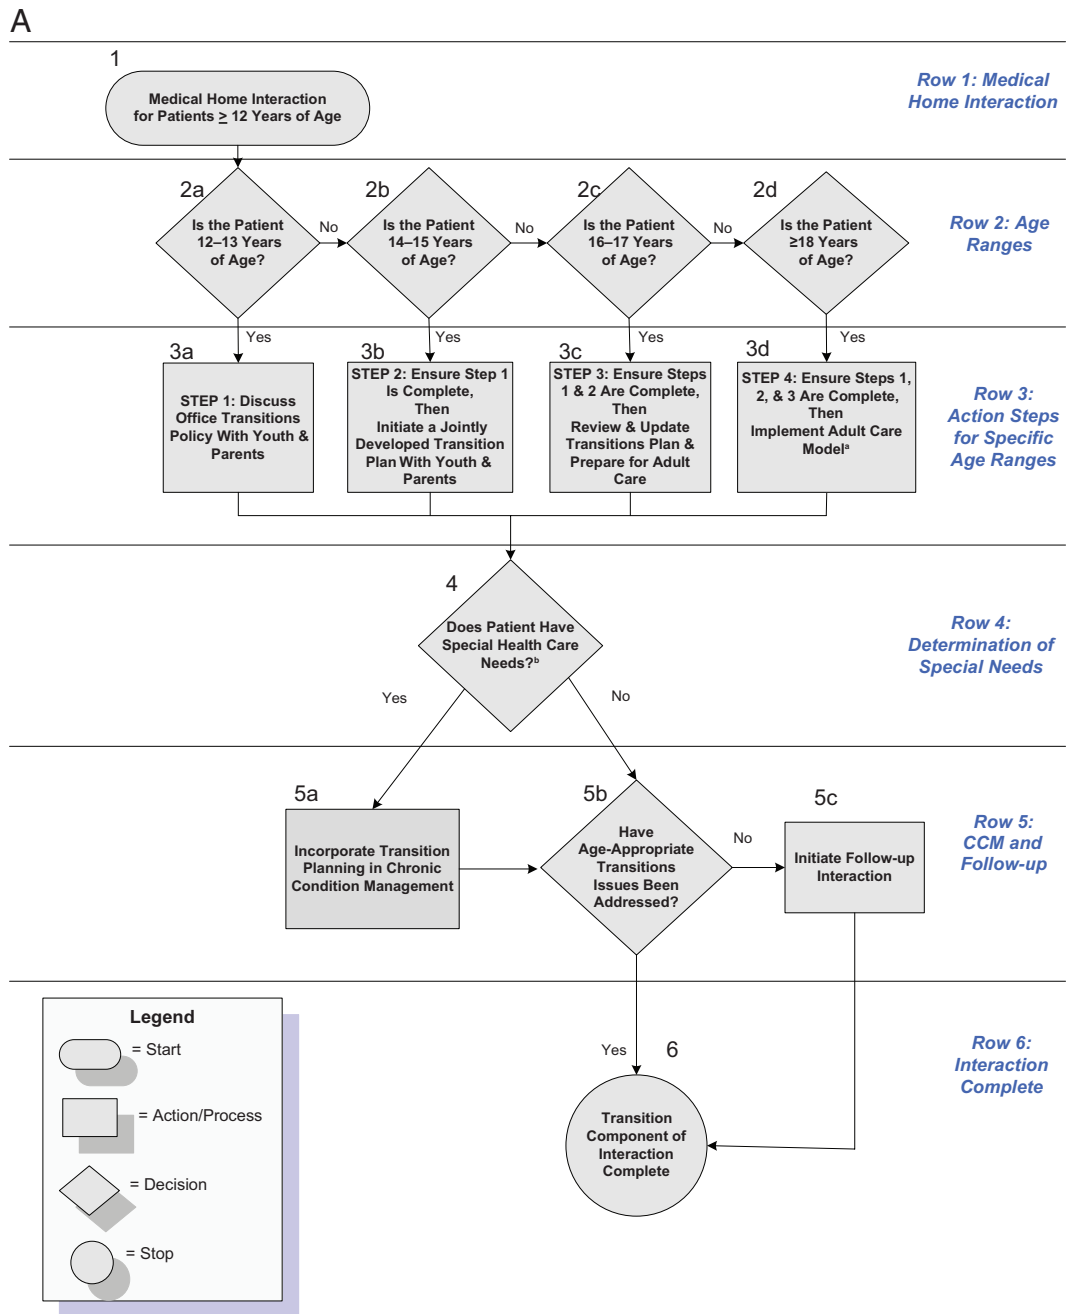 A
1
Medical Home Interaction
for Patients ≥ 12 Years of Age
Row 1: Medical
Home Interaction
2a
Is the Patient
12–13 Years
of Age?
No
2b
Is the Patient
14–15 Years
of Age?
No
2c
Is the Patient
16–17 Years
of Age?
No
2d
Is the Patient
≥18 Years
of Age?
Row 2: Age
Ranges
Yes
Yes
Yes
Yes
3a
STEP 1: Discuss
Office Transitions
Policy With Youth &
Parents
3b
STEP 2: Ensure Step 1
Is Complete,
Then
Initiate a Jointly
Developed Transition
Plan With Youth &
Parents
3c
STEP 3: Ensure Steps
1 & 2 Are Complete,
Then
Review & Update
Transitions Plan &
Prepare for Adult
Care
3d
STEP 4: Ensure Steps 1,
2, & 3 Are Complete,
Then
Implement Adult Care
Modelᵃ
Row 3:
Action Steps
for Specific
Age Ranges
4
Does Patient Have
Special Health Care
Needs?ᵇ
Yes
No
Row 4:
Determination of
Special Needs
5a
Incorporate Transition
Planning in Chronic
Condition Management
5b
Have
Age-Appropriate
Transitions
Issues Been
Addressed?
No
5c
Initiate Follow-up
Interaction
Row 5:
CCM and
Follow-up
Yes
6
Transition
Component of
Interaction
Complete
Row 6:
Interaction
Complete
Legend
= Start
= Action/Process
= Decision
= Stop